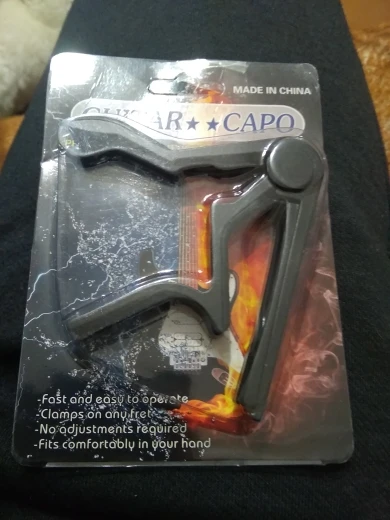 MADE IN CHINA
GUITAR★★CAPO
-Fast and easy to operate
-Clamps on any fret
-No adjustments required
-Fits comfortably in your hand